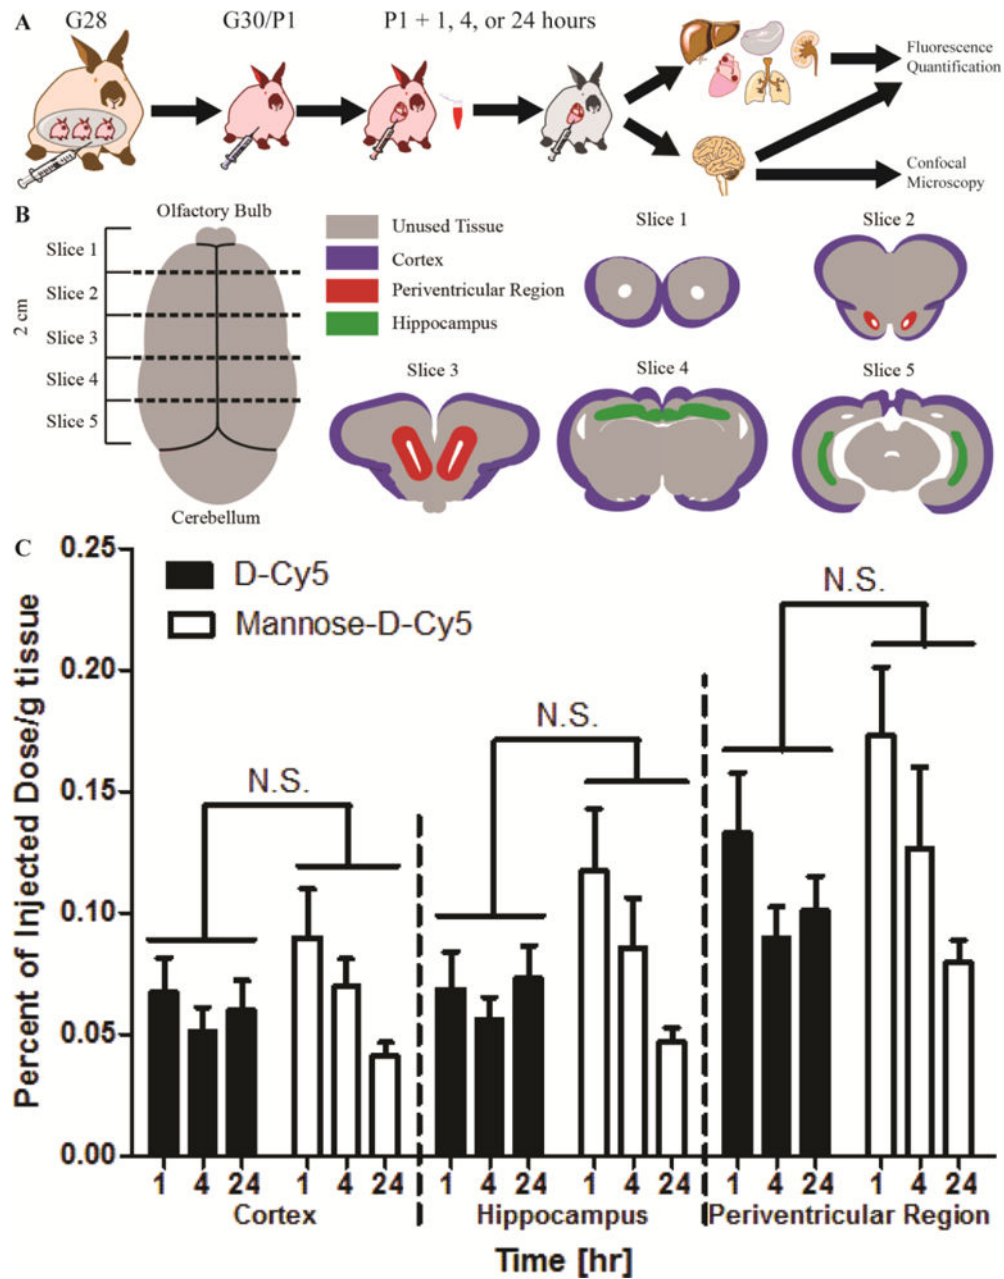 A
G28
G30/P1
P1 + 1, 4, or 24 hours
Fluorescence
Quantification
Confocal
Microscopy
B
Olfactory Bulb
Slice 1
Slice 2
Slice 3
Slice 4
Slice 5
2 cm
Cerebellum
Unused Tissue
Cortex
Periventricular Region
Hippocampus
Slice 1
Slice 2
Slice 3
Slice 4
Slice 5
C
Percent of Injected Dose/g tissue
0.25
0.20
0.15
0.10
0.05
0.00
D-Cy5
Mannose-D-Cy5
N.S.
N.S.
N.S.
1 4 24 1 4 24 1 4 24 1 4 24 1 4 24 1 4 24
Cortex Hippocampus Periventricular Region
Time [hr]